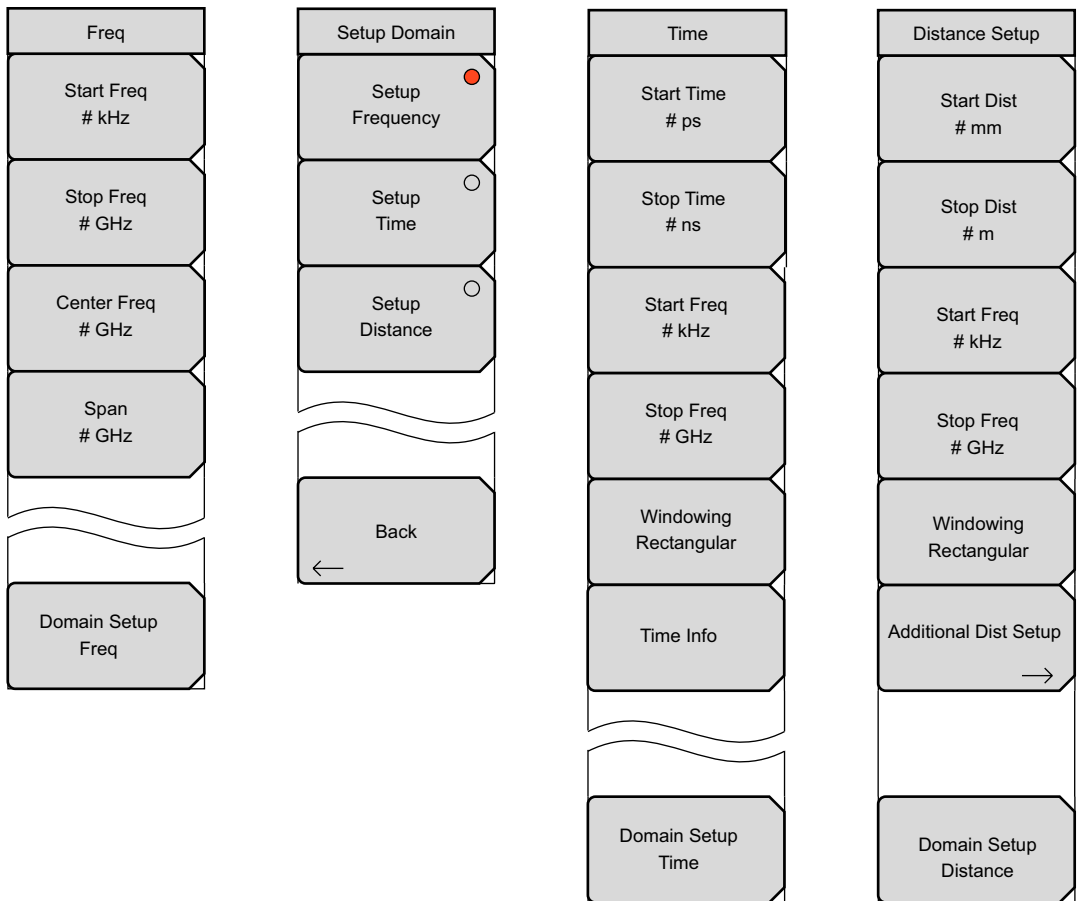 Freq
Start Freq
# kHz
Stop Freq
# GHz
Center Freq
# GHz
Span
# GHz
Domain Setup
Freq
Setup Domain
Setup
Frequency
Setup
Time
Setup
Distance
Back
Time
Start Time
# ps
Stop Time
# ns
Start Freq
# kHz
Stop Freq
# GHz
Windowing
Rectangular
Time Info
Domain Setup
Time
Distance Setup
Start Dist
# mm
Stop Dist
# m
Start Freq
# kHz
Stop Freq
# GHz
Windowing
Rectangular
Additional Dist Setup
Domain Setup
Distance